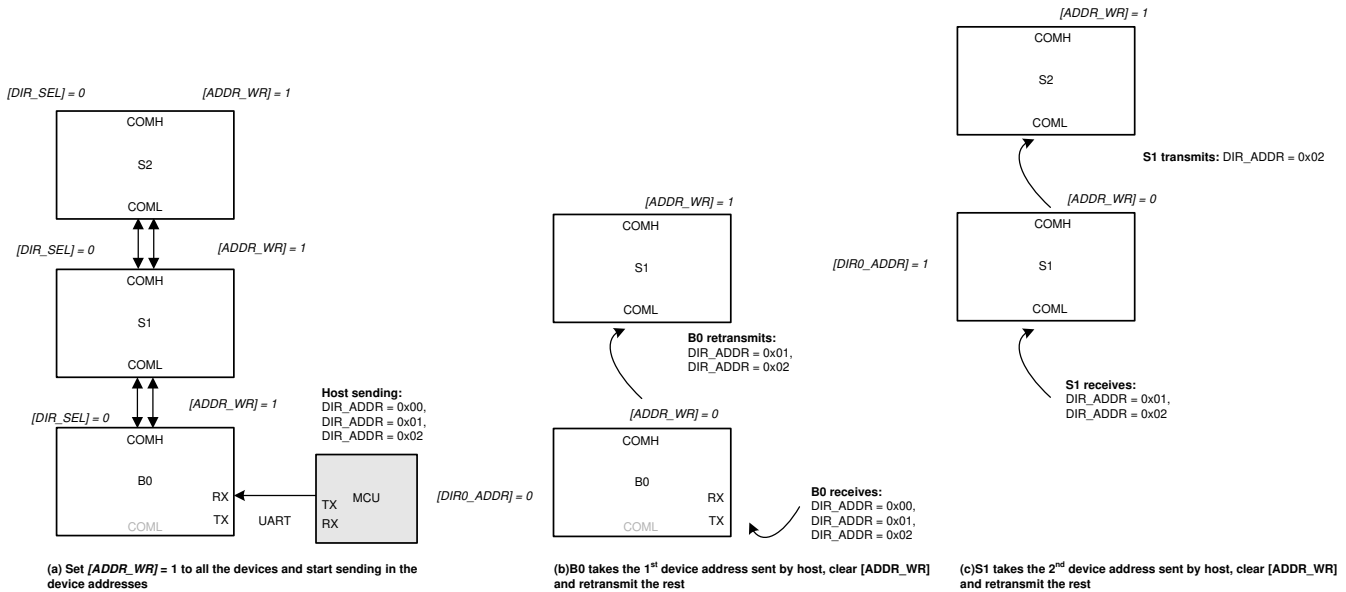 [DIR_SEL] = 0
[ADDR_WR] = 1
COMH
S2
COML
[DIR_SEL] = 0
[ADDR_WR] = 1
COMH
S1
COML
[DIR_SEL] = 0
[ADDR_WR] = 1
COMH
B0
RX
TX
COML
UART
Host sending:
DIR_ADDR = 0x00,
DIR_ADDR = 0x01,
DIR_ADDR = 0x02
MCU
TX
RX
(a) Set [ADDR_WR] = 1 to all the devices and start sending in the
device addresses
[ADDR_WR] = 1
COMH
S1
COML
B0 retransmits:
DIR_ADDR = 0x01,
DIR_ADDR = 0x02
[ADDR_WR] = 0
[DIR0_ADDR] = 0
COMH
B0
RX
TX
COML
B0 receives:
DIR_ADDR = 0x00,
DIR_ADDR = 0x01,
DIR_ADDR = 0x02
(b)B0 takes the 1st device address sent by host, clear [ADDR_WR]
and retransmit the rest
[ADDR_WR] = 1
COMH
S2
COML
S1 transmits: DIR_ADDR = 0x02
[ADDR_WR] = 0
[DIR0_ADDR] = 1
COMH
S1
COML
S1 receives:
DIR_ADDR = 0x01,
DIR_ADDR = 0x02
(c)S1 takes the 2nd device address sent by host, clear [ADDR_WR]
and retransmit the rest